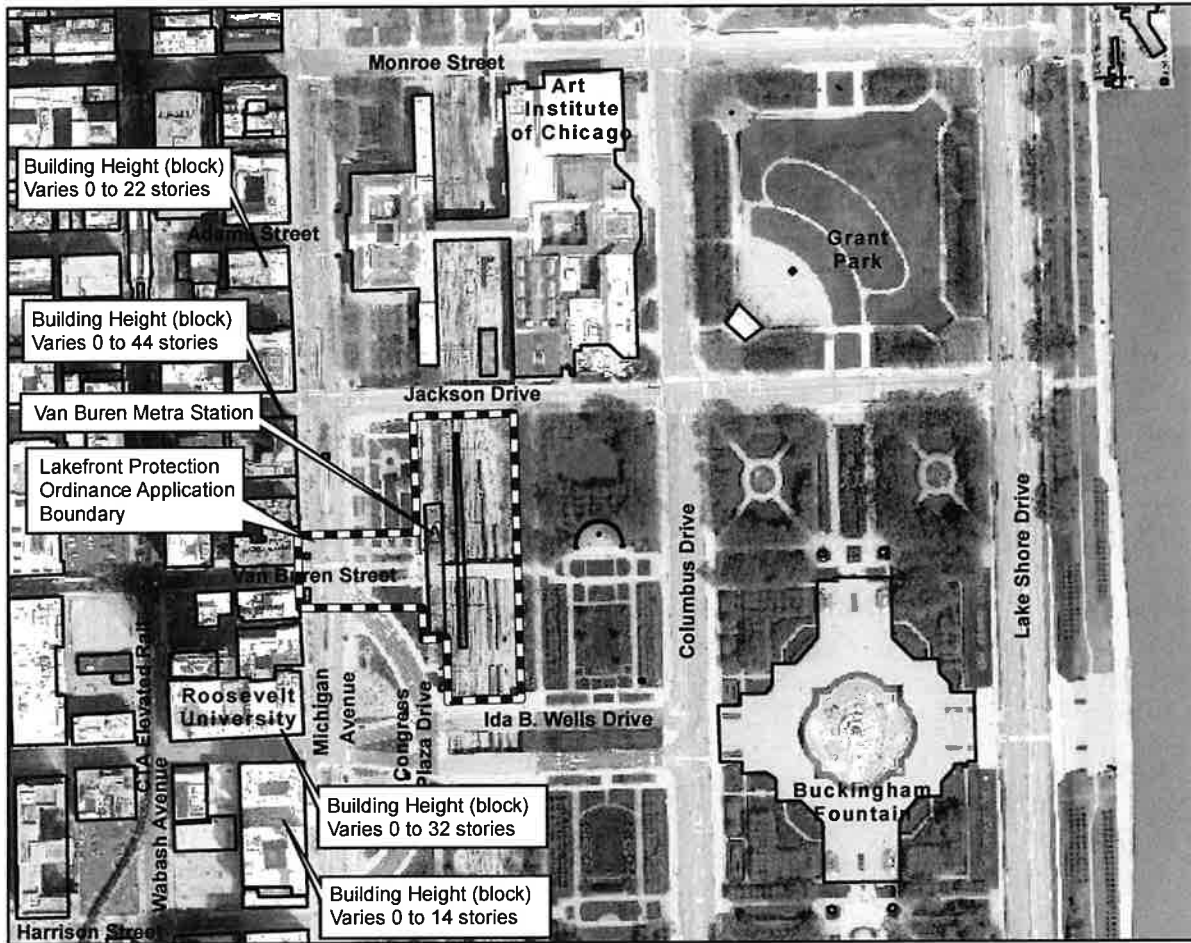 Monroe Street
Art
Institute
of Chicago
Building Height (block)
Varies 0 to 22 stories
Adams Street
Grant
Park
Building Height (block)
Varies 0 to 44 stories
Jackson Drive
Van Buren Metra Station
Lakefront Protection
Ordinance Application
Boundary
Van Buren Street
Columbus Drive
Lake Shore Drive
CTA Elevated Rail
Roosevelt
University
Michigan
Avenue
Congress
Plaza Drive
Ida B. Wells Drive
Buckingham
Fountain
Building Height (block)
Varies 0 to 32 stories
Wabash Avenue
Building Height (block)
Varies 0 to 14 stories
Harrison Street